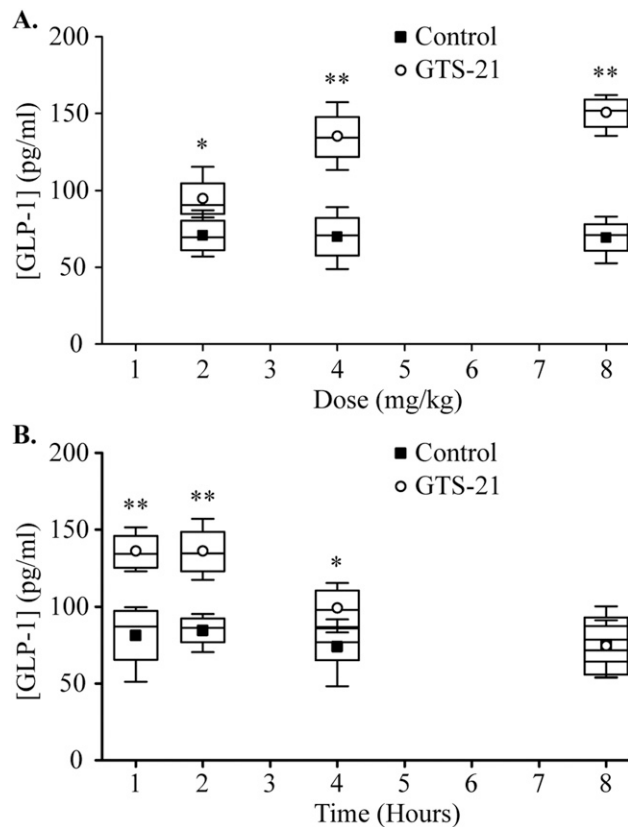 A.
200
Control
GTS-21
**
**
150
*
[GLP-1] (pg/ml)
100
50
0
1 2 3 4 5 6 7 8
Dose (mg/kg)
B.
200
Control
GTS-21
** **
150
*
[GLP-1] (pg/ml)
100
50
0
1 2 3 4 5 6 7 8
Time (Hours)